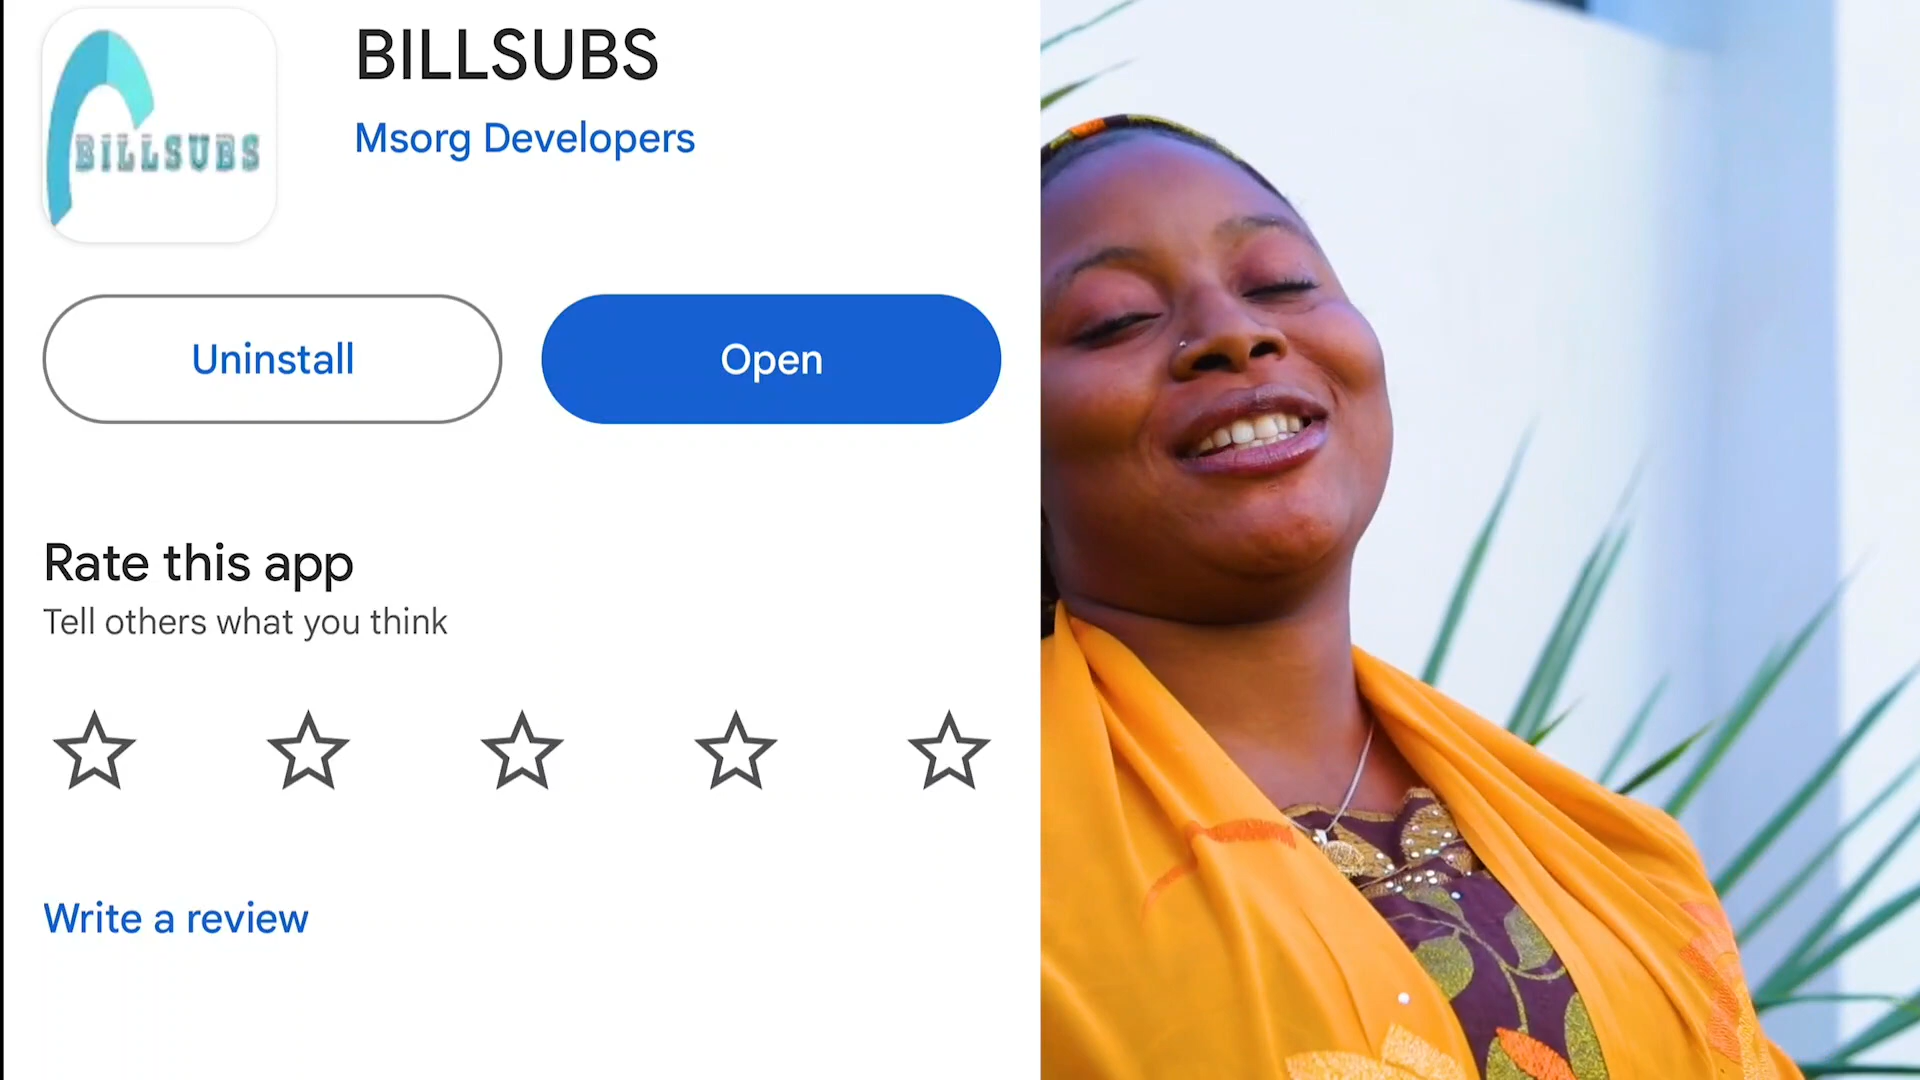 BILLSUBS
BILLSUBS
Msorg Developers
Uninstall
Open
Rate this app
Tell others what you think
Write a review